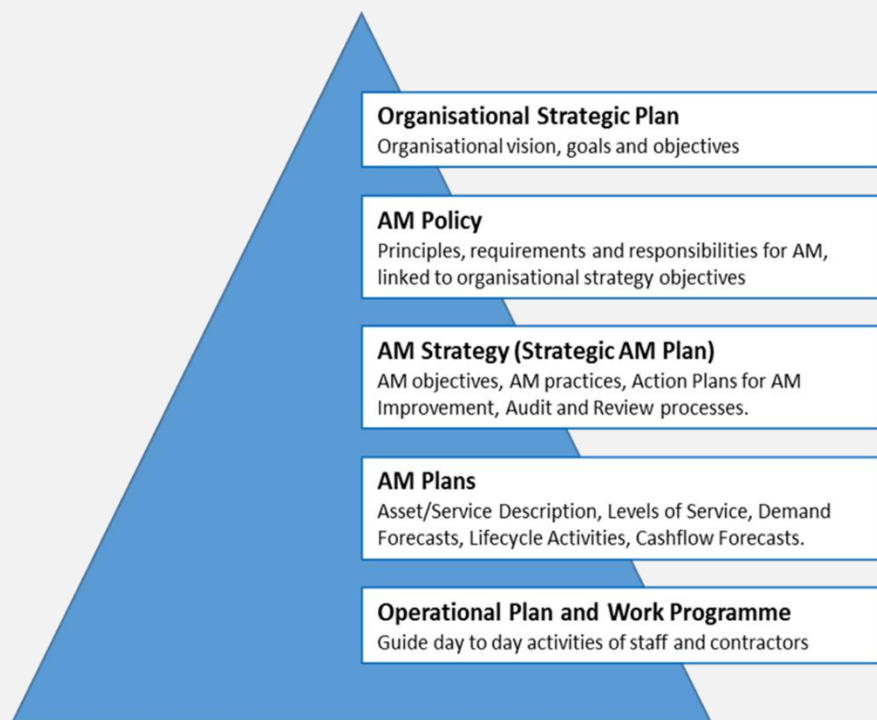 Organisational Strategic Plan
Organisational vision, goals and objectives
AM Policy
Principles, requirements and responsibilities for AM,
linked to organisational strategy objectives
AM Strategy (Strategic AM Plan)
AM objectives, AM practices, Action Plans for AM
Improvement, Audit and Review processes.
AM Plans
Asset/Service Description, Levels of Service, Demand
Forecasts, Lifecycle Activities, Cashflow Forecasts.
Operational Plan and Work Programme
Guide day to day activities of staff and contractors